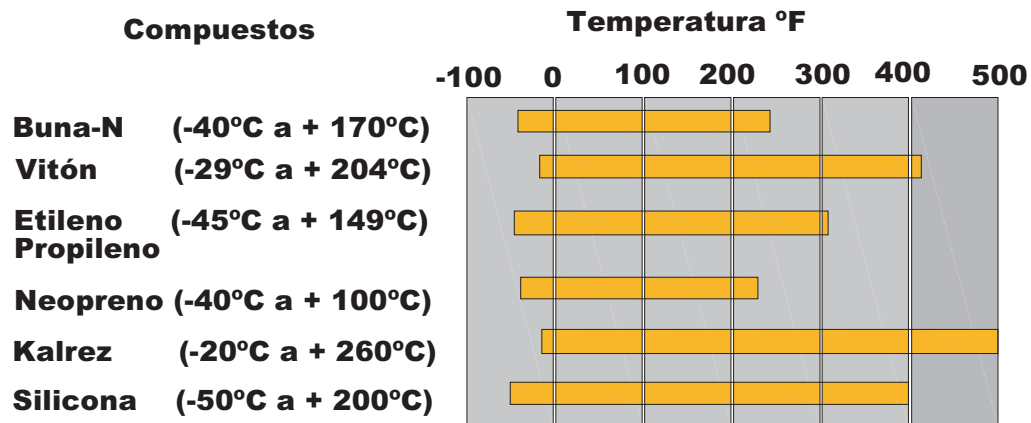 Compuestos
Temperatura ºF
-100 0 100 200 300 400 500
Buna-N (-40ºC a + 170ºC)
Vitón (-29ºC a + 204ºC)
Etileno (-45ºC a + 149ºC)
Propileno
Neopreno (-40ºC a + 100ºC)
Kalrez (-20ºC a + 260ºC)
Silicona (-50ºC a + 200ºC)